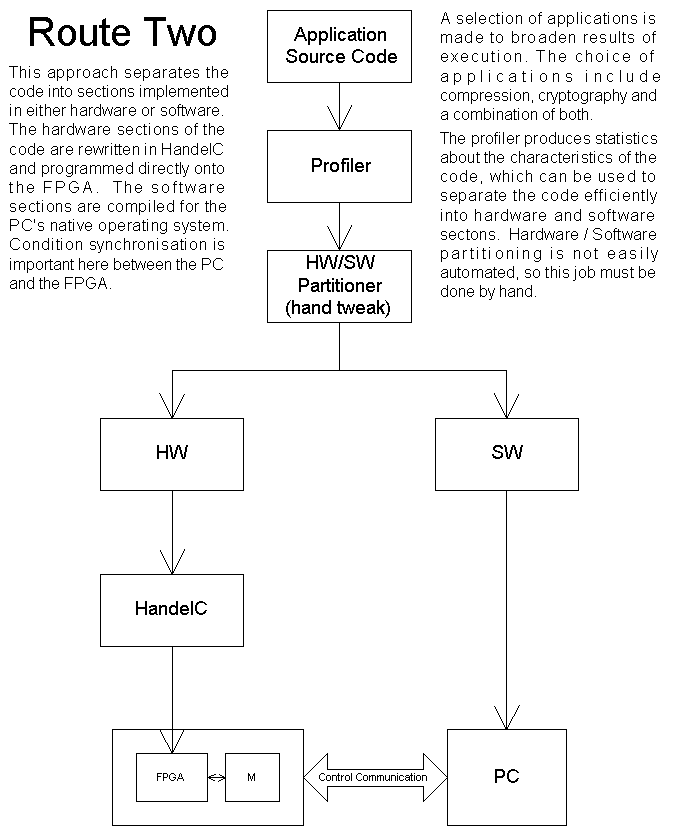 Route Two
This approach separates the
code into sections implemented
in either hardware or software.
The hardware sections of the
code are rewritten in HandelC
and programmed directly onto
the FPGA. The software
sections are compiled for the
PC's native operating system.
Condition synchronisation is
important here between the PC
and the FPGA.
A selection of applications is
made to broaden results of
execution. The choice of
applications include
compression, cryptography and
a combination of both.
The profiler produces statistics
about the characteristics of the
code, which can be used to
separate the code efficiently
into hardware and software
sectons. Hardware / Software
partitioning is not easily
automated, so this job must be
done by hand.
Application
Source Code
Profiler
HW/SW
Partitioner
(hand tweak)
HW
SW
HandelC
FPGA
M
Control Communication
PC